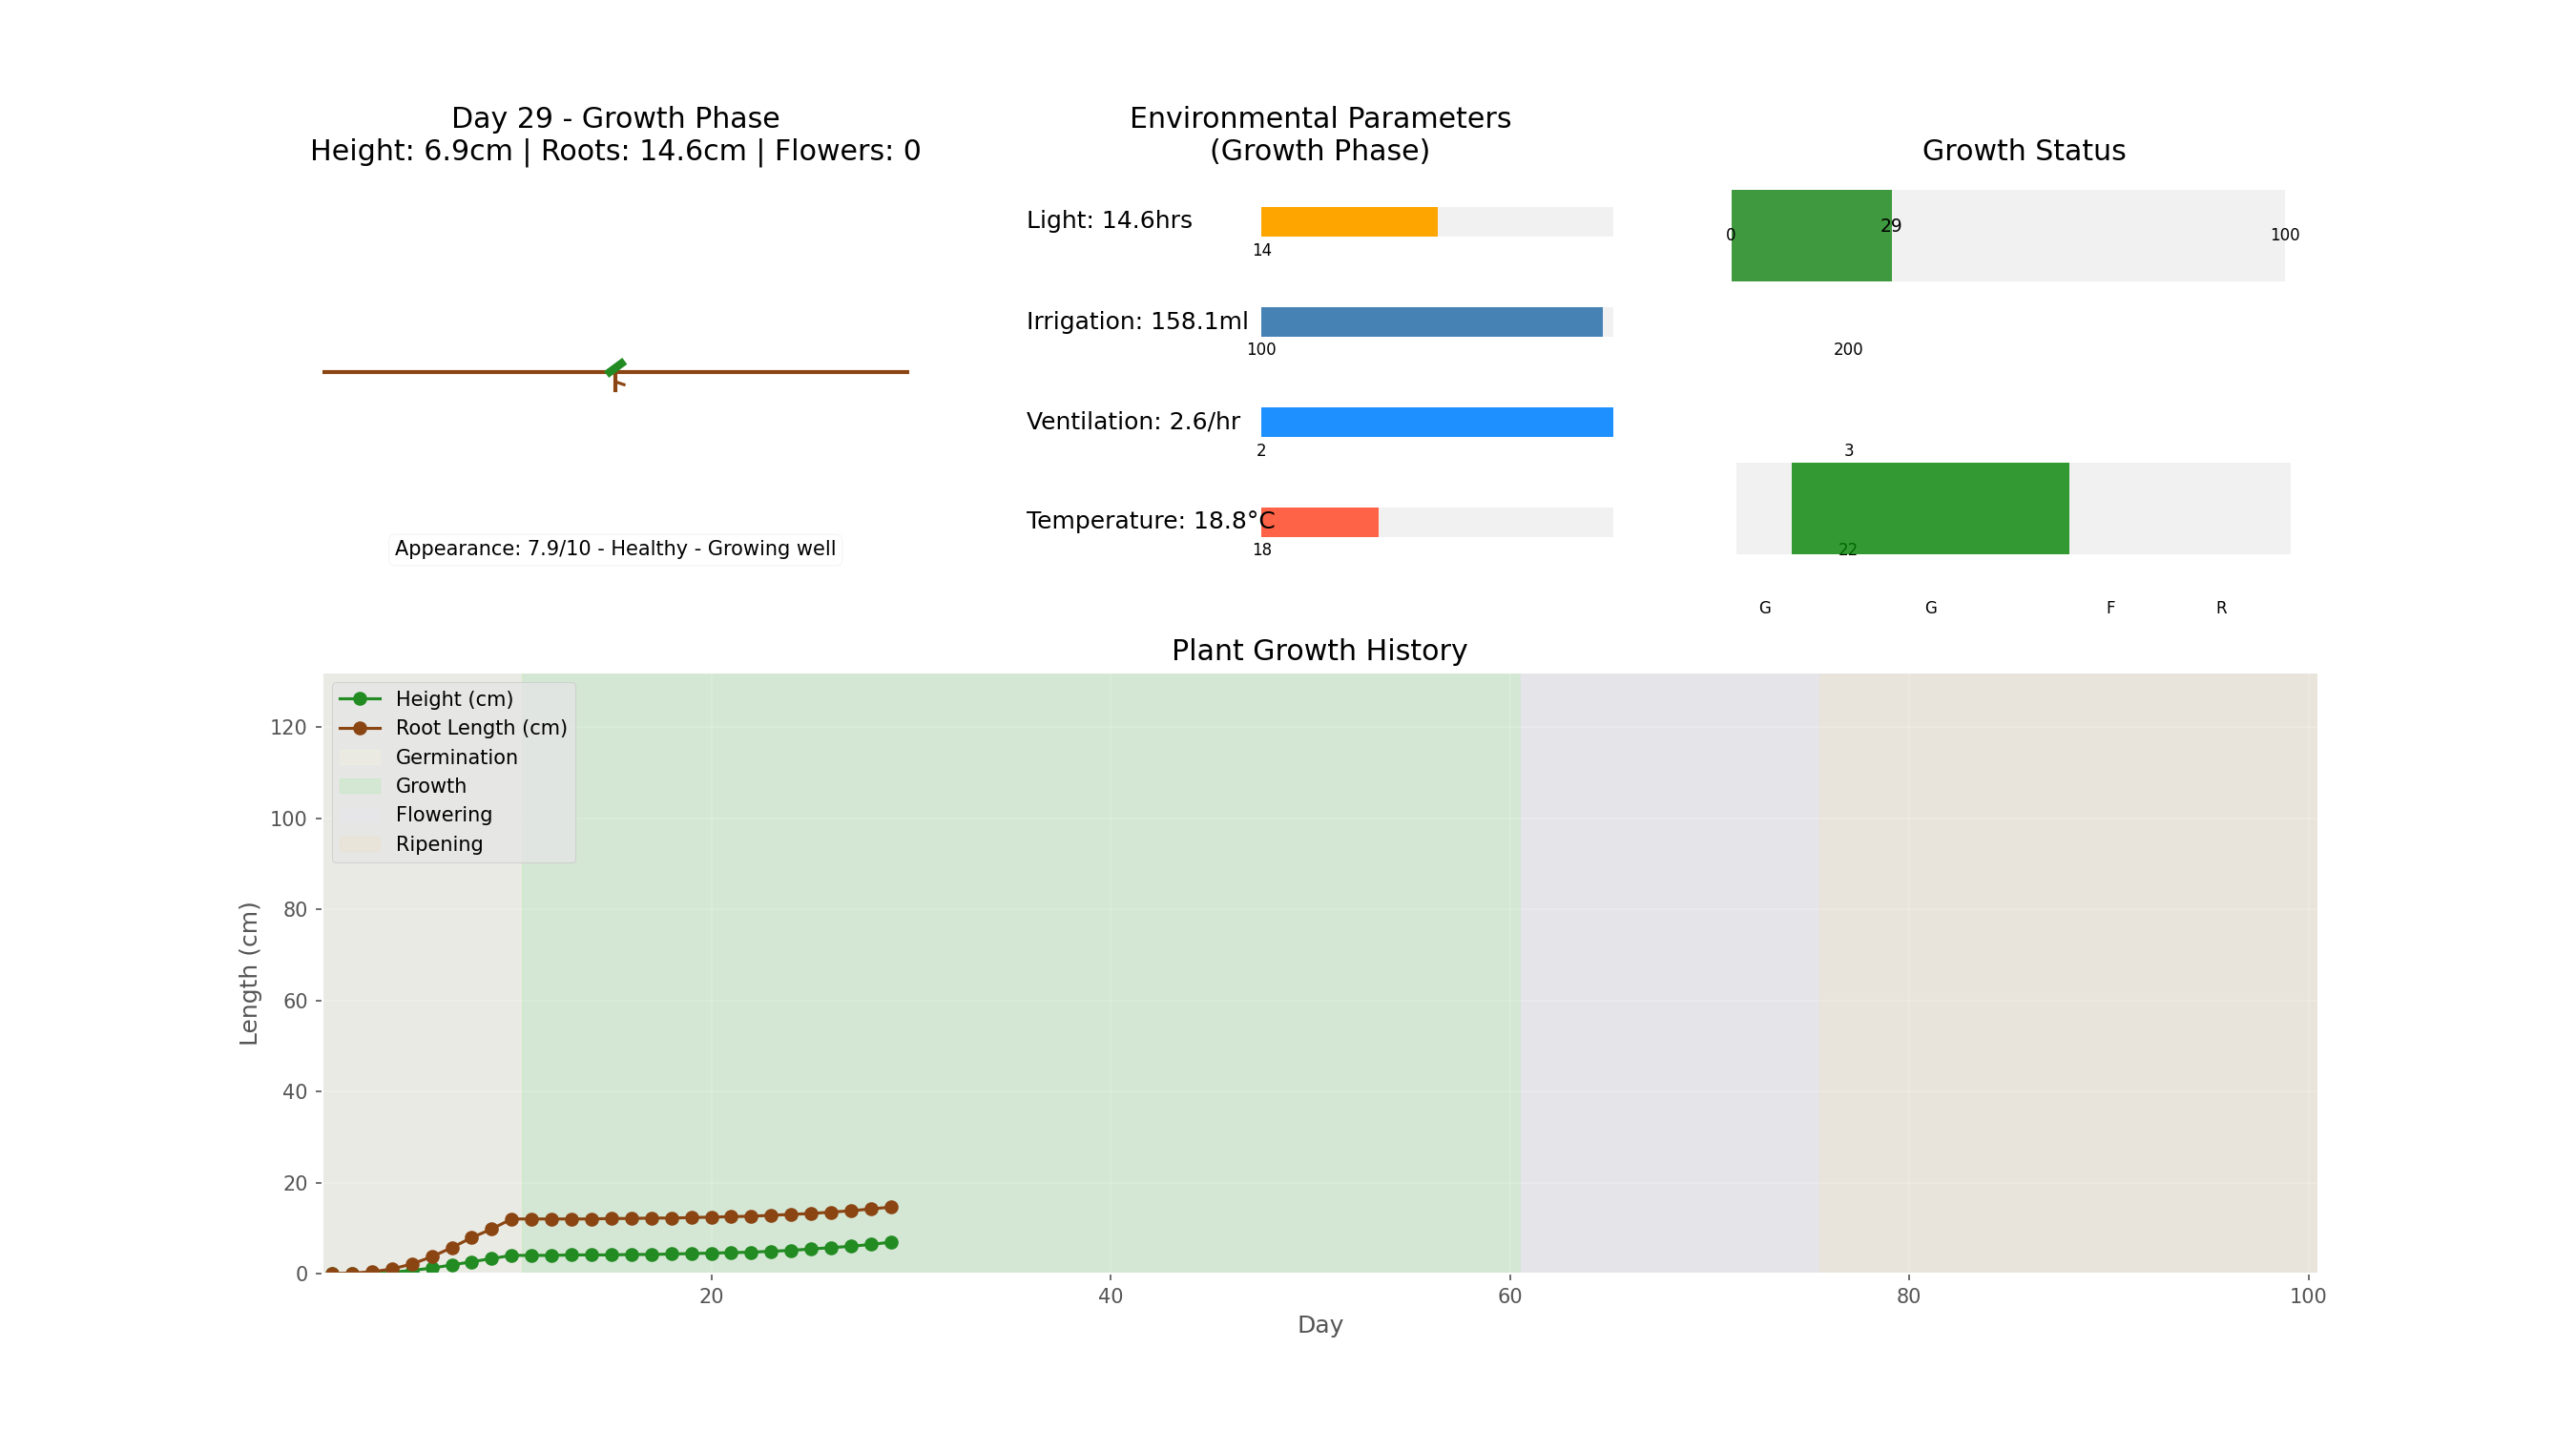 Day 29 - Growth Phase
Height: 6.9cm | Roots: 14.6cm | Flowers: 0
Appearance: 7.9/10 - Healthy - Growing well
Environmental Parameters
(Growth Phase)
Light: 14.6hrs
14
Irrigation: 158.1ml
100
200
Ventilation: 2.6/hr
2
3
Temperature: 18.8°C
18
22
Growth Status
0
29
100
G G F R
Plant Growth History
Height (cm)
Root Length (cm)
Germination
Growth
Flowering
Ripening
Length (cm)
120
100
80
60
40
20
0
20 40 60 80 100
Day